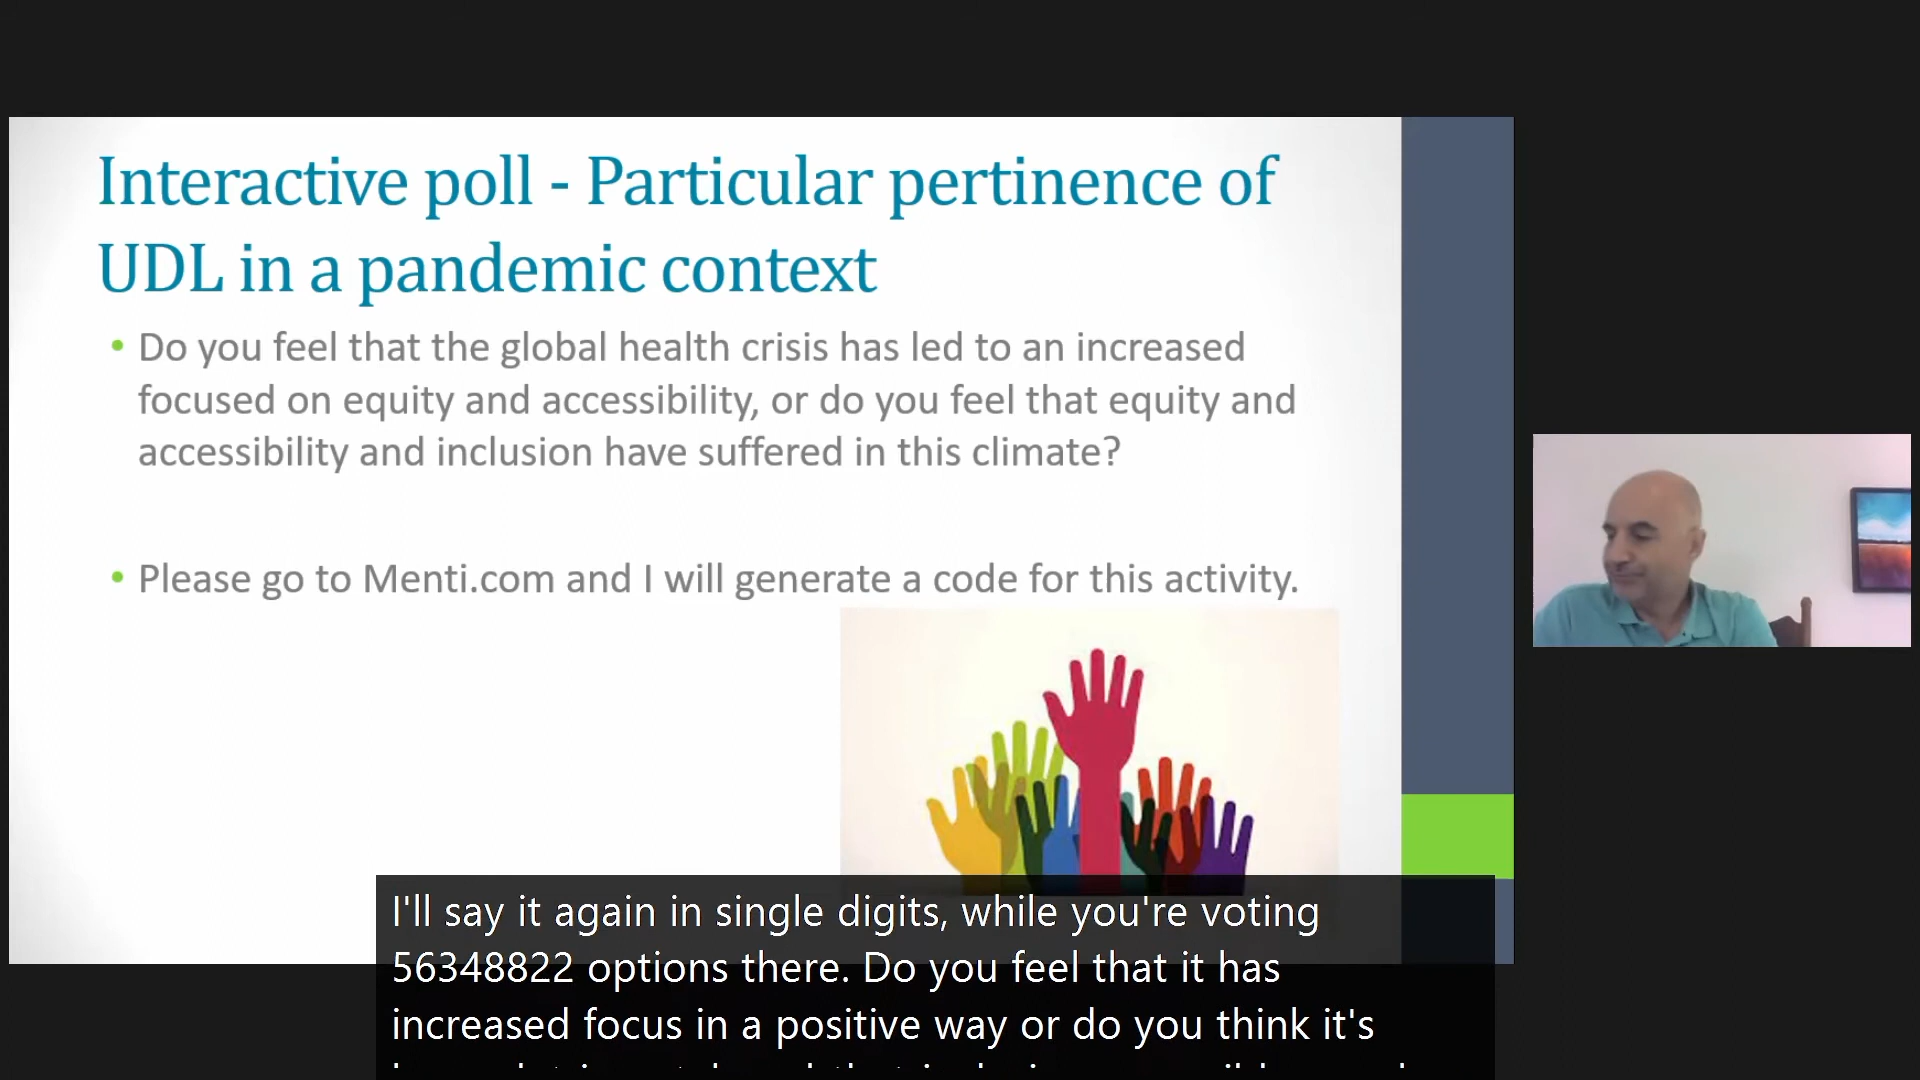 Interactive poll - Particular pertinence of
UDL in a pandemic context
• Do you feel that the global health crisis has led to an increased
focused on equity and accessibility, or do you feel that equity and
accessibility and inclusion have suffered in this climate?
• Please go to Menti.com and I will generate a code for this activity.
I'll say it again in single digits, while you're voting
56348822 options there. Do you feel that it has
increased focus in a positive way or do you think it's